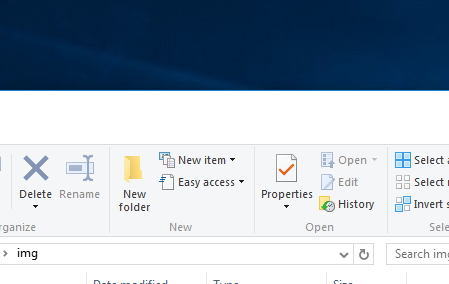 New item
Open
Select a
Easy access
Edit
Select n
Delete
Rename
New
folder
Properties
History
Invert s
rganize
New
Open
Sele
img
Search img
Date modified
Type
Size